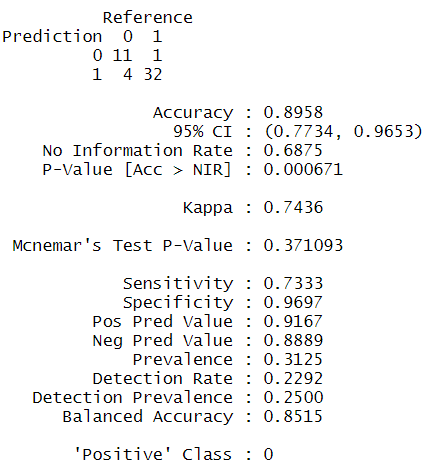 Reference
Prediction 0 1
0 11 1
1 4 32
Accuracy : 0.8958
95% CI : (0.7734, 0.9653)
No Information Rate : 0.6875
P-Value [Acc > NIR] : 0.000671
Kappa : 0.7436
Mcnemar's Test P-Value : 0.371093
Sensitivity : 0.7333
Specificity : 0.9697
Pos Pred Value : 0.9167
Neg Pred Value : 0.8889
Prevalence : 0.3125
Detection Rate : 0.2292
Detection Prevalence : 0.2500
Balanced Accuracy : 0.8515
'Positive' Class : 0